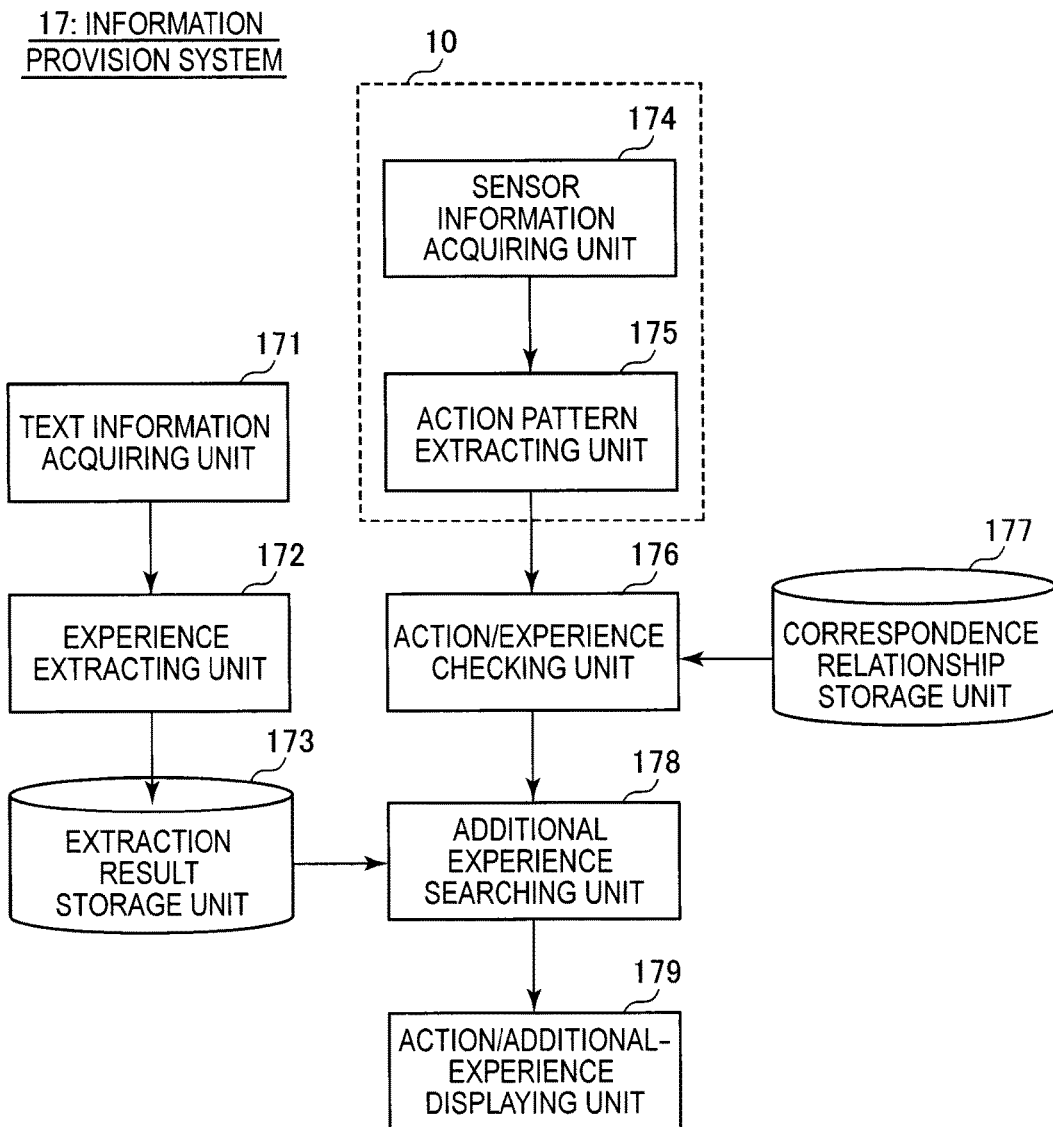 17: INFORMATION
PROVISION SYSTEM
10
174
SENSOR
INFORMATION
ACQUIRING UNIT
175
ACTION PATTERN
EXTRACTING UNIT
171
TEXT INFORMATION
ACQUIRING UNIT
172
EXPERIENCE
EXTRACTING UNIT
176
ACTION/EXPERIENCE
CHECKING UNIT
177
CORRESPONDENCE
RELATIONSHIP
STORAGE UNIT
173
EXTRACTION
RESULT
STORAGE UNIT
178
ADDITIONAL
EXPERIENCE
SEARCHING UNIT
179
ACTION/ADDITIONAL-
EXPERIENCE
DISPLAYING UNIT